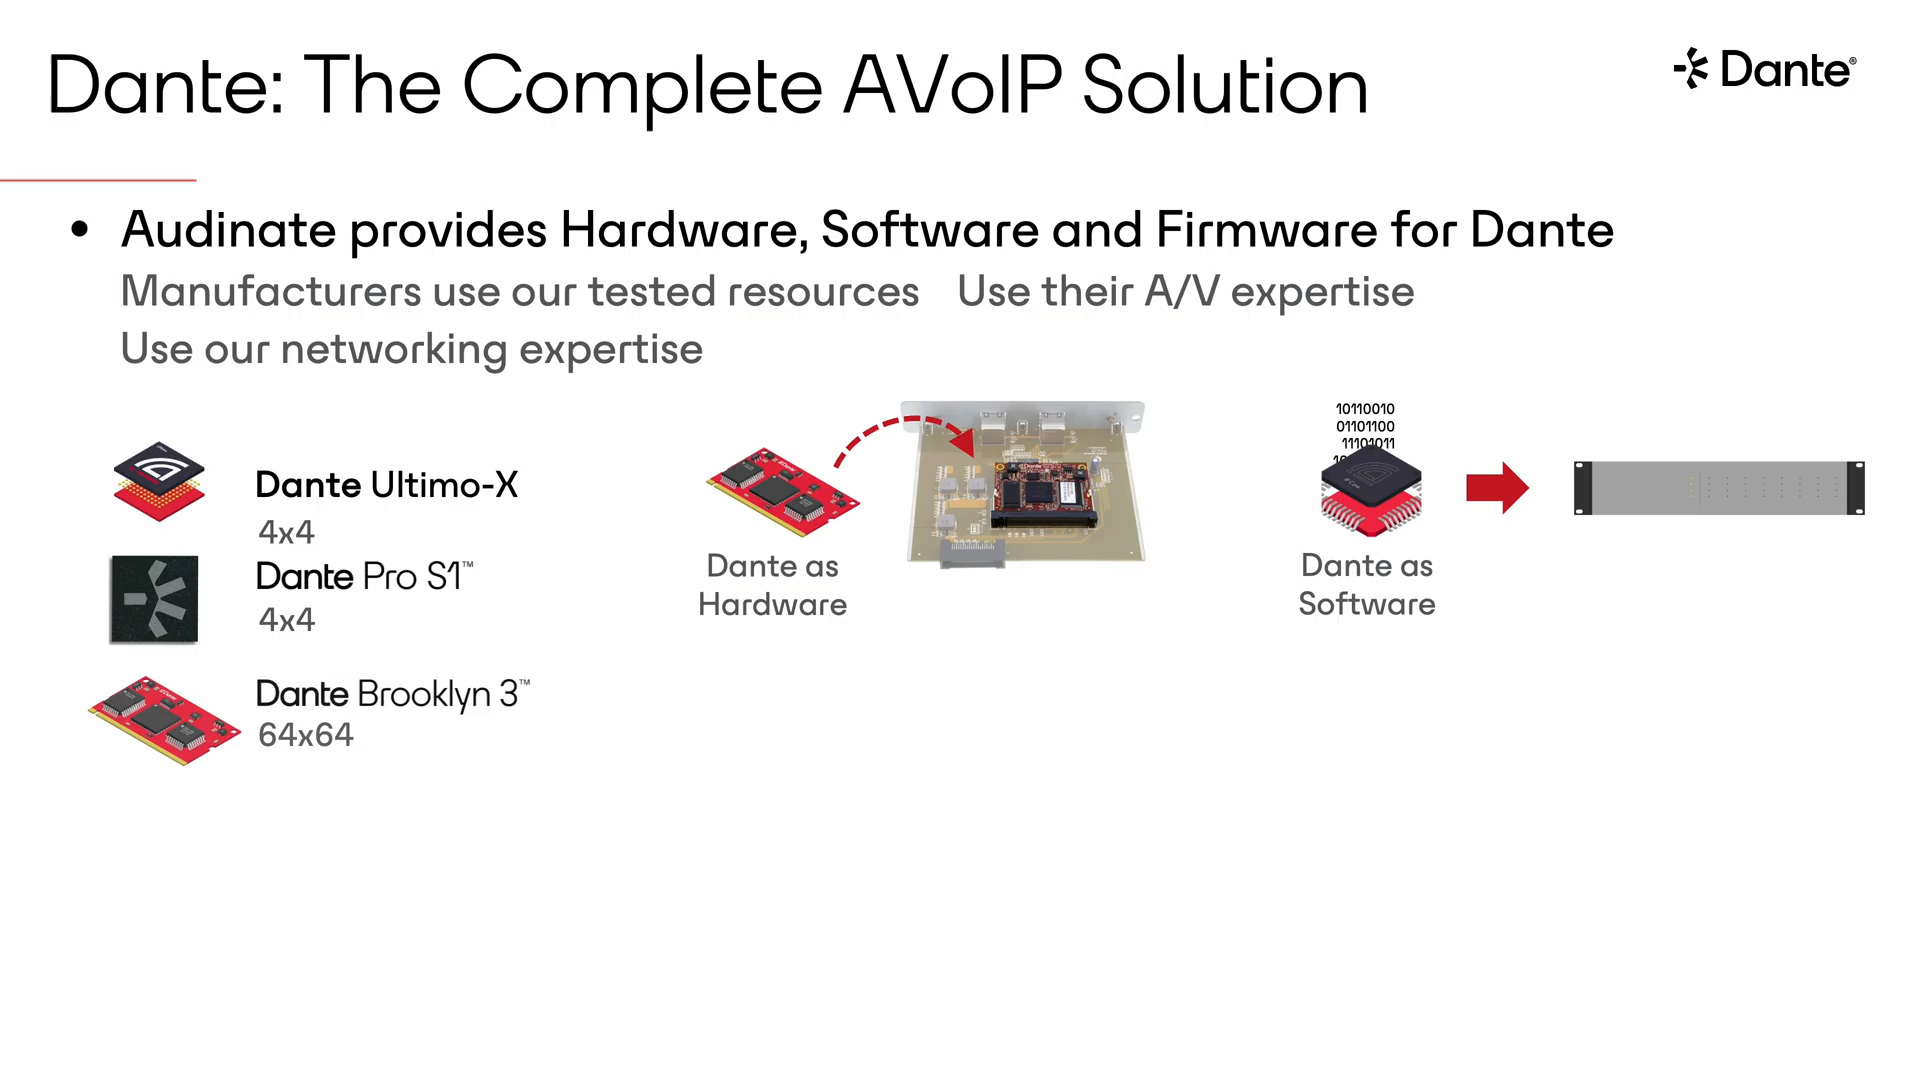 Dante: The Complete AVoIP Solution
Dante®
• Audinate provides Hardware, Software and Firmware for Dante
Manufacturers use our tested resources Use their A/V expertise
Use our networking expertise
Dante Ultimo-X
4x4
Dante Pro S1™
4x4
Dante Brooklyn 3™
64x64
Dante as
Hardware
10110010
01101100
11101011
Dante as
Software